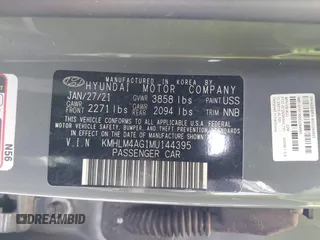 MANUFACTURED IN KOREA BY
HYUNDAI MOTOR COMPANY
JAN/27/21 GVWR 3858 lbs PAINT USS
GAWR FRONT 2271 lbs GAWR REAR 2094 lbs TRIM NNB
THIS VEHICLE CONFORMS TO ALL APPLICABLE
FEDERAL MOTOR VEHICLE SAFETY, BUMPER,
AND THEFT PREVENTION STANDARDS IN EFFECT
ON THE DATE OF MANUFACTURE SHOWN ABOVE.
V.I.N KMHLM4AG1MU144395
PASSENGER CAR
N56
DREAMBID